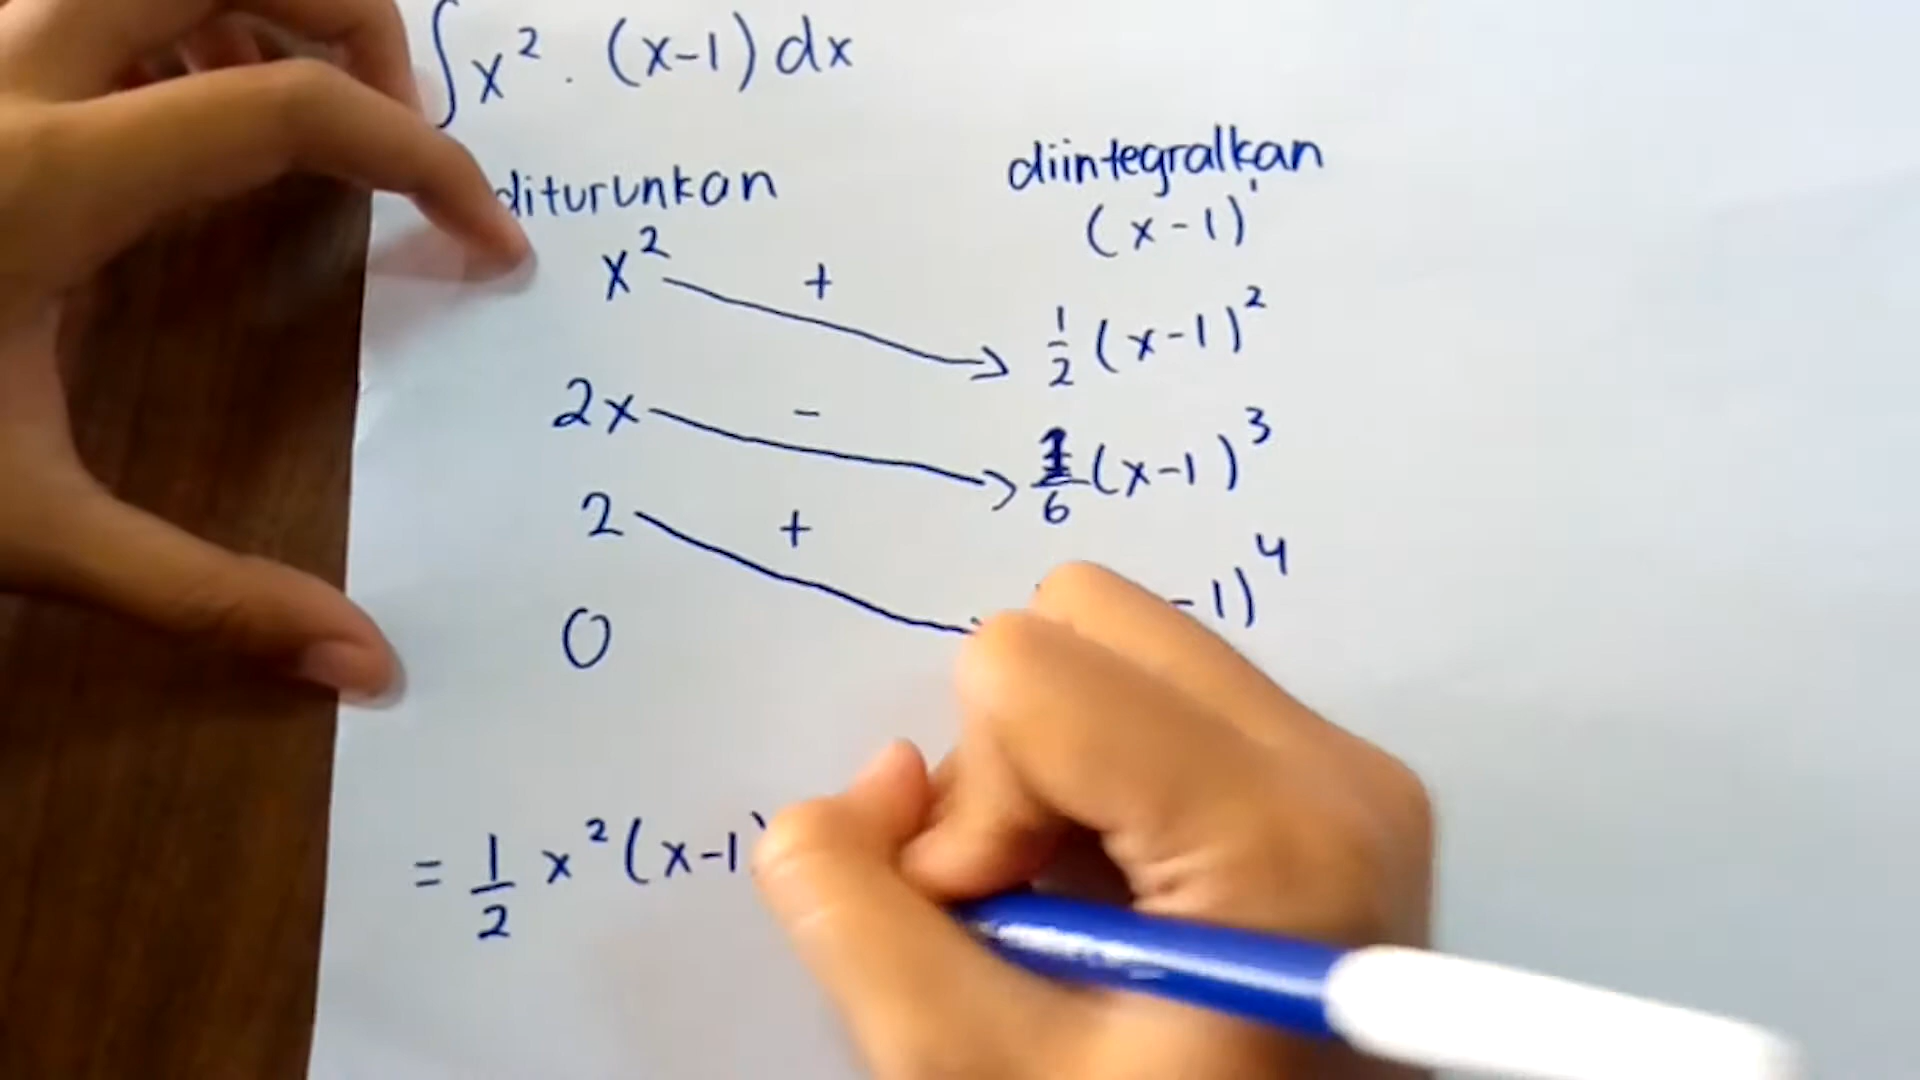 ∫x² . (x-1) dx
diturunkan diintegralkan
(x-1)¹
x² +
1/2 (x-1)²
2x -
1/6 (x-1)³
2 +
-1)⁴
0
= 1/2 x² (x-1)